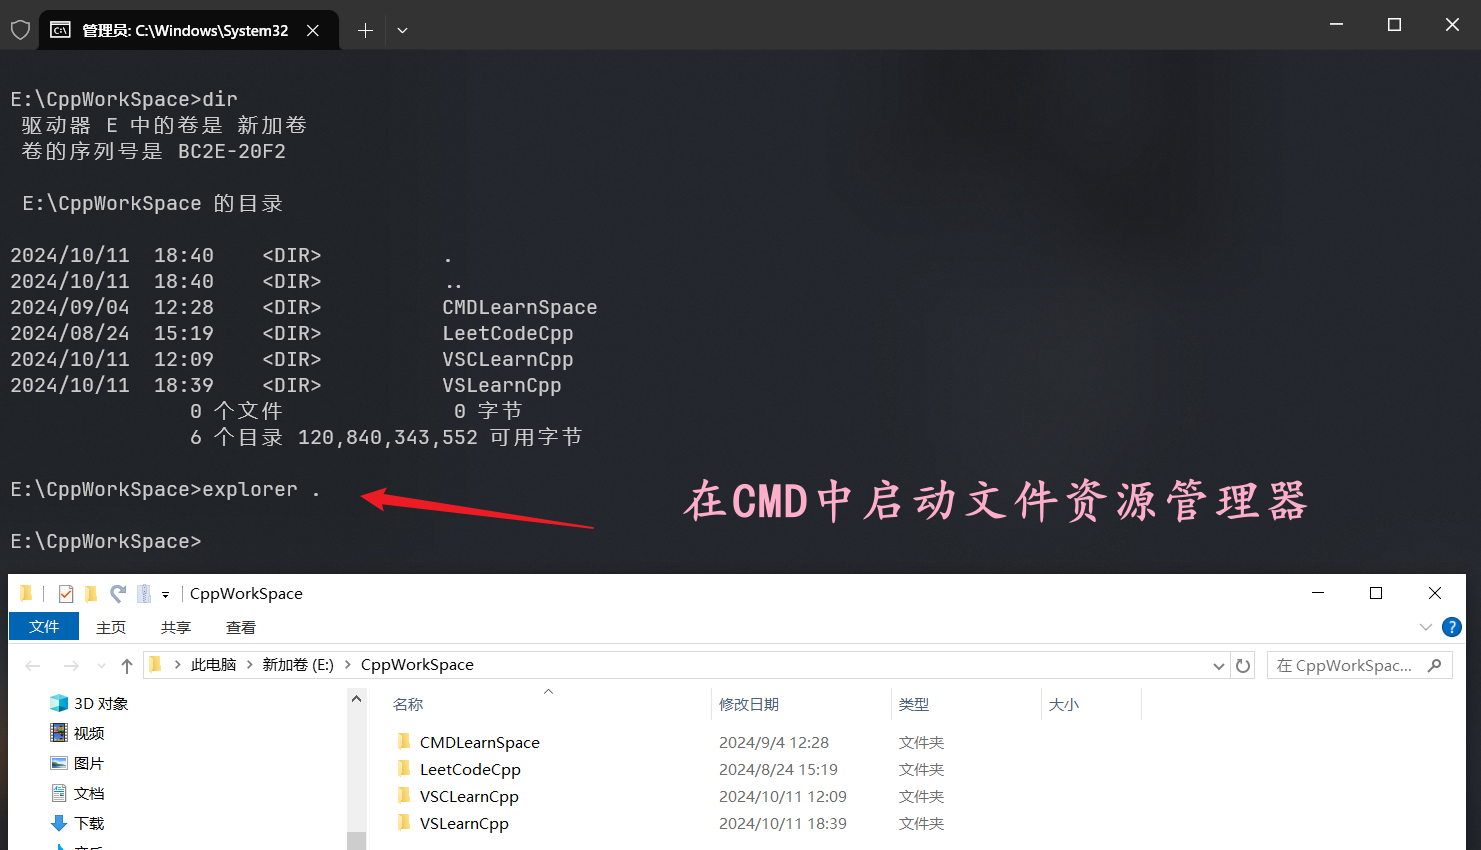 管理员: C:\Windows\System32
E:\CppWorkSpace>dir
驱动器 E 中的卷是 新加卷
卷的序列号是 BC2E-20F2
E:\CppWorkSpace 的目录
2024/10/11  18:40    <DIR>          .
2024/10/11  18:40    <DIR>          ..
2024/09/04  12:28    <DIR>          CMDLearnSpace
2024/08/24  15:19    <DIR>          LeetCodeCpp
2024/10/11  12:09    <DIR>          VSCLearnCpp
2024/10/11  18:39    <DIR>          VSLearnCpp
0 个文件              0 字节
6 个目录 120,840,343,552 可用字节
E:\CppWorkSpace>explorer .
在CMD中启动文件资源管理器
E:\CppWorkSpace>
CppWorkSpace
文件 主页 共享 查看
此电脑 > 新加卷 (E:) > CppWorkSpace
在 CppWorkSpac...
3D 对象
视频
图片
文档
下载
音乐
名称 修改日期 类型 大小
CMDLearnSpace 2024/9/4 12:28 文件夹
LeetCodeCpp 2024/8/24 15:19 文件夹
VSCLearnCpp 2024/10/11 12:09 文件夹
VSLearnCpp 2024/10/11 18:39 文件夹